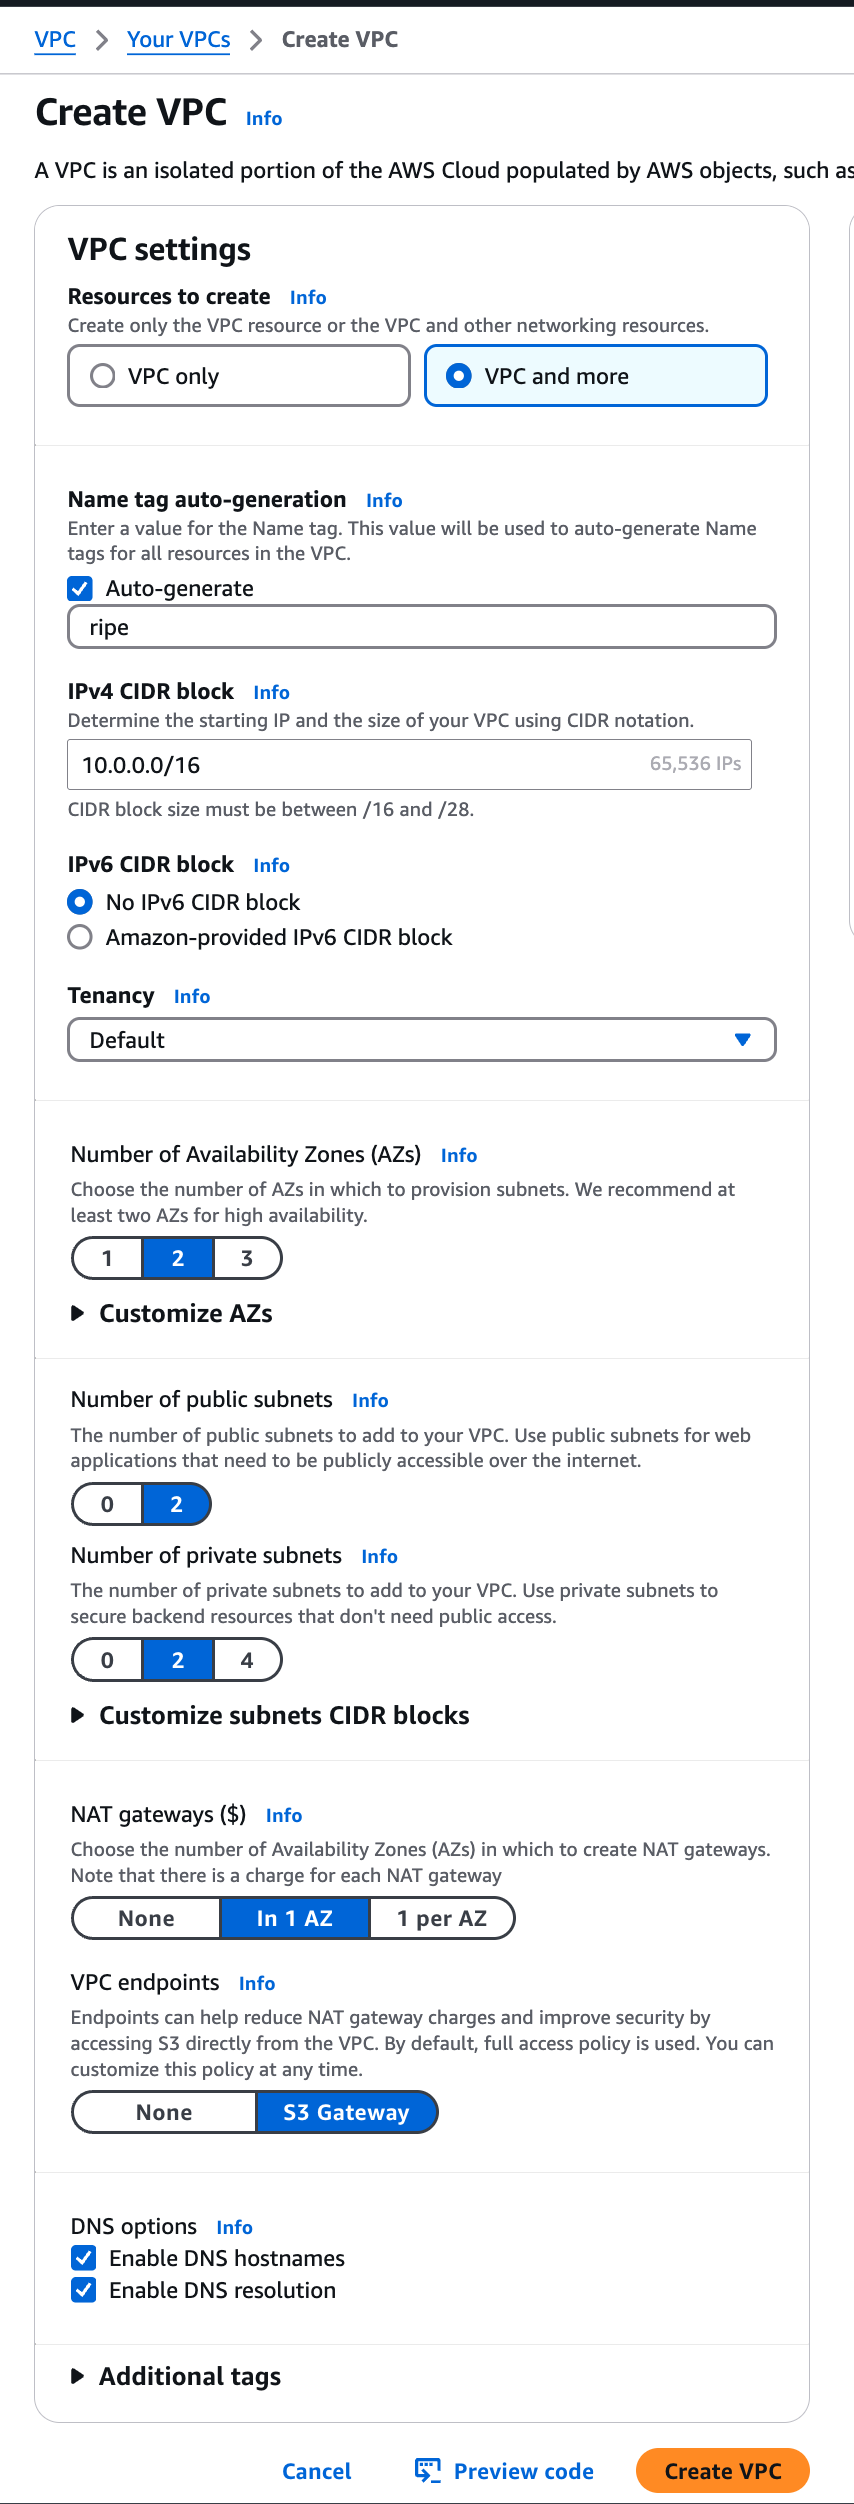 VPC > Your VPCs > Create VPC
Create VPC Info
A VPC is an isolated portion of the AWS Cloud populated by AWS objects, such as
VPC settings
Resources to create Info
Create only the VPC resource or the VPC and other networking resources.
VPC only VPC and more
Name tag auto-generation Info
Enter a value for the Name tag. This value will be used to auto-generate Name
tags for all resources in the VPC.
Auto-generate
ripe
IPv4 CIDR block Info
Determine the starting IP and the size of your VPC using CIDR notation.
10.0.0.0/16 65,536 IPs
CIDR block size must be between /16 and /28.
IPv6 CIDR block Info
No IPv6 CIDR block
Amazon-provided IPv6 CIDR block
Tenancy Info
Default
Number of Availability Zones (AZs) Info
Choose the number of AZs in which to provision subnets. We recommend at
least two AZs for high availability.
1 2 3
Customize AZs
Number of public subnets Info
The number of public subnets to add to your VPC. Use public subnets for web
applications that need to be publicly accessible over the internet.
0 2
Number of private subnets Info
The number of private subnets to add to your VPC. Use private subnets to
secure backend resources that don't need public access.
0 2 4
Customize subnets CIDR blocks
NAT gateways ($) Info
Choose the number of Availability Zones (AZs) in which to create NAT gateways.
Note that there is a charge for each NAT gateway
None In 1 AZ 1 per AZ
VPC endpoints Info
Endpoints can help reduce NAT gateway charges and improve security by
accessing S3 directly from the VPC. By default, full access policy is used. You can
customize this policy at any time.
None S3 Gateway
DNS options Info
Enable DNS hostnames
Enable DNS resolution
Additional tags
Cancel Preview code Create VPC